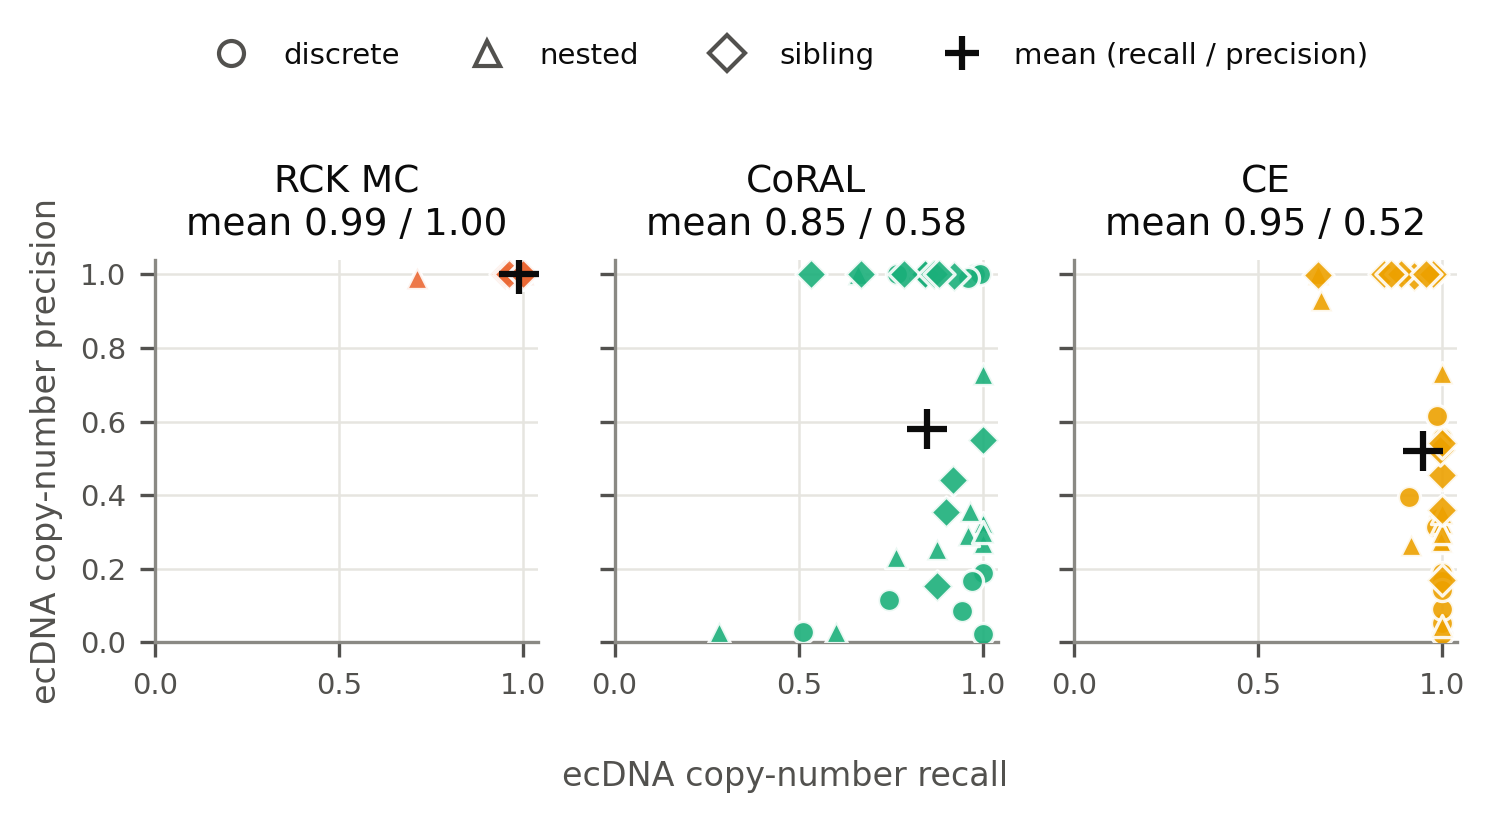 discrete nested sibling mean (recall / precision)
RCK MC
mean 0.99 / 1.00
CoRAL
mean 0.85 / 0.58
CE
mean 0.95 / 0.52
ecDNA copy-number precision
1.0
0.8
0.6
0.4
0.2
0.0
0.0 0.5 1.0
0.0 0.5 1.0
0.0 0.5 1.0
ecDNA copy-number recall